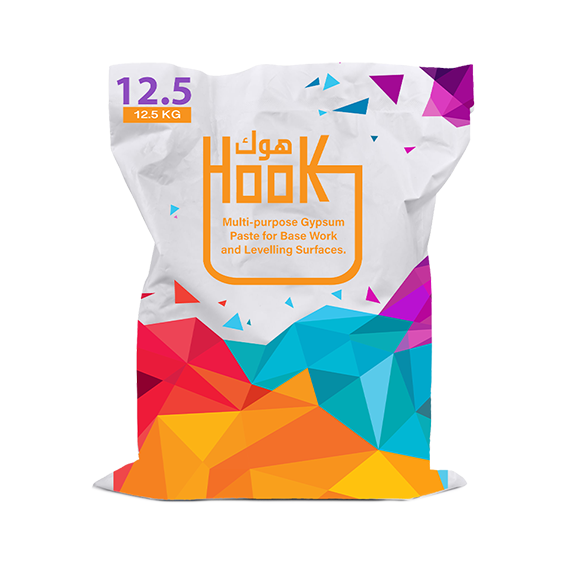 12.5
12.5 KG
هوك
HooK
Multi-purpose Gypsum
Paste for Base Work
and Levelling Surfaces.